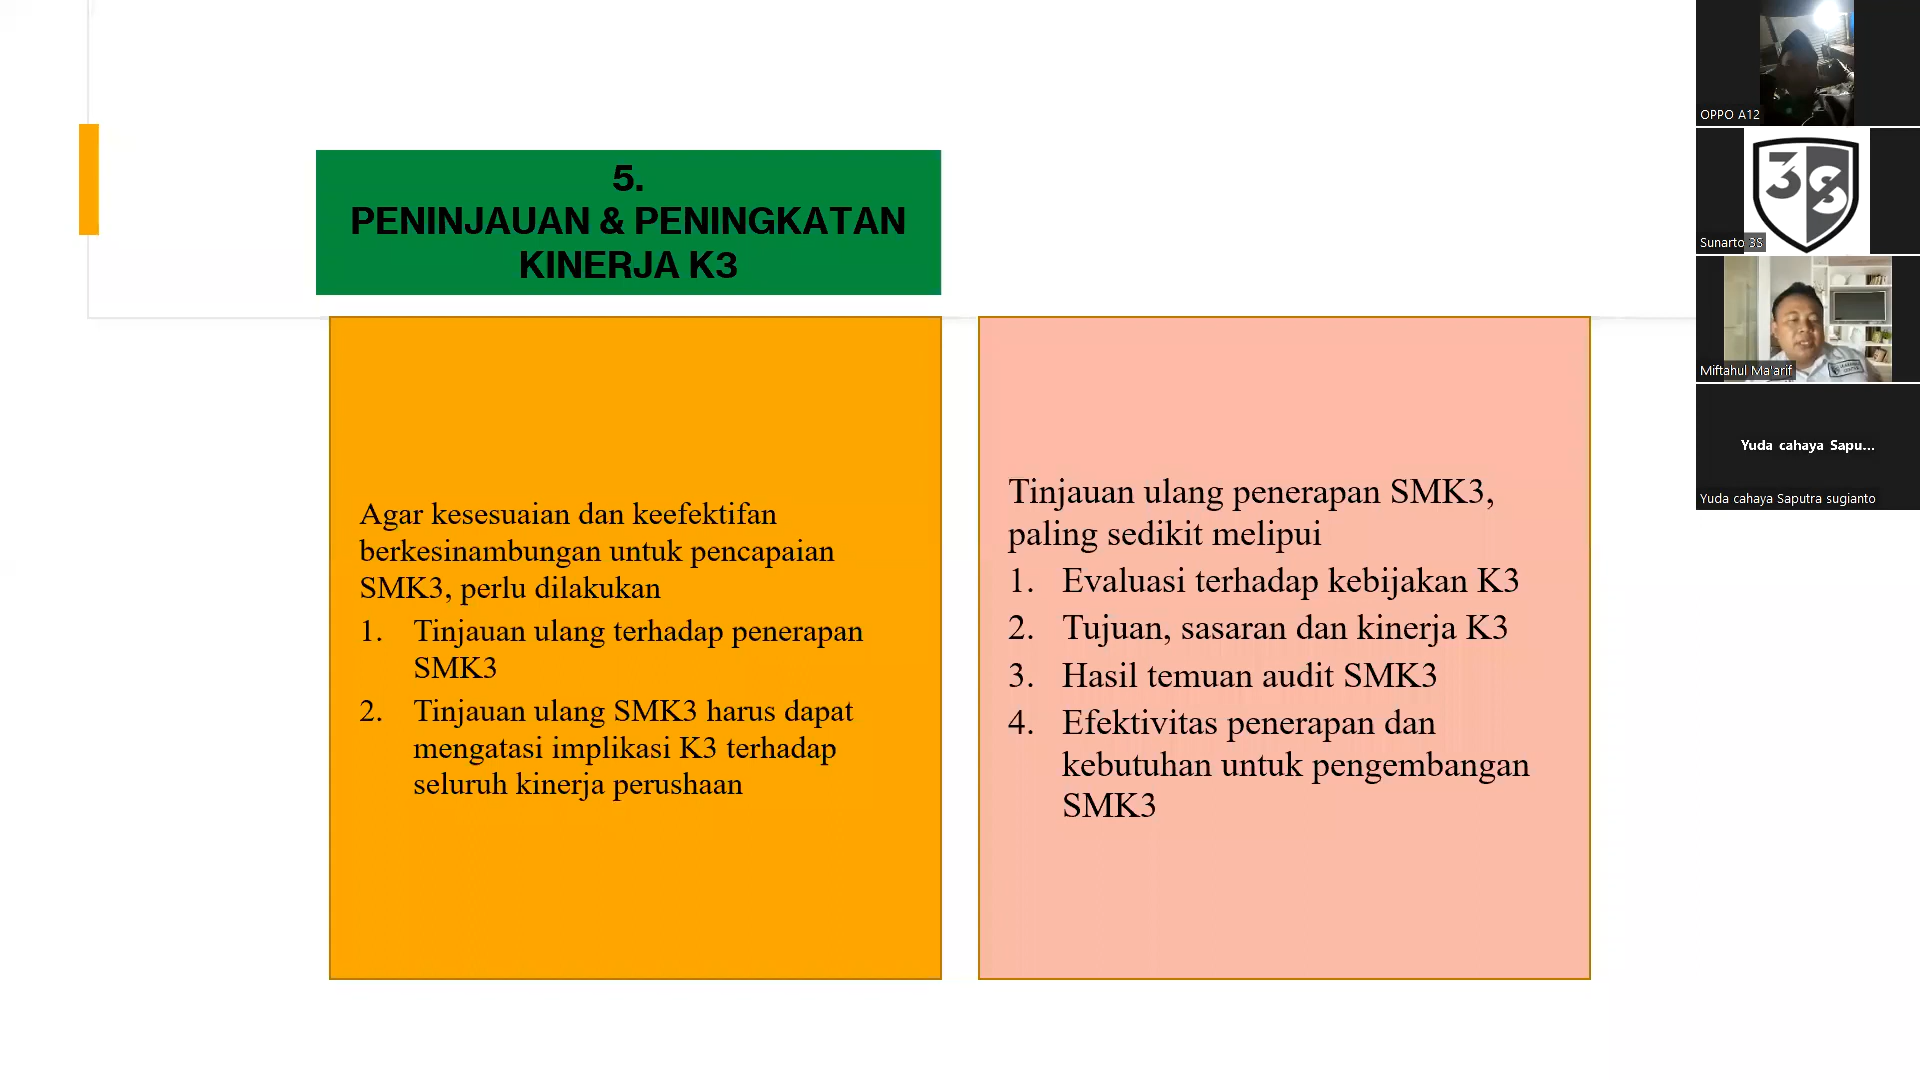 5.
PENINJAUAN & PENINGKATAN
KINERJA K3
Agar kesesuaian dan keefektifan
berkesinambungan untuk pencapaian
SMK3, perlu dilakukan
1. Tinjauan ulang terhadap penerapan
SMK3
2. Tinjauan ulang SMK3 harus dapat
mengatasi implikasi K3 terhadap
seluruh kinerja perushaan
Tinjauan ulang penerapan SMK3,
paling sedikit melipui
1. Evaluasi terhadap kebijakan K3
2. Tujuan, sasaran dan kinerja K3
3. Hasil temuan audit SMK3
4. Efektivitas penerapan dan
kebutuhan untuk pengembangan
SMK3
OPPO A12
3S
Sunarto 3S
Miftahul Ma'arif
Yuda cahaya Sapu...
Yuda cahaya Saputra sugianto